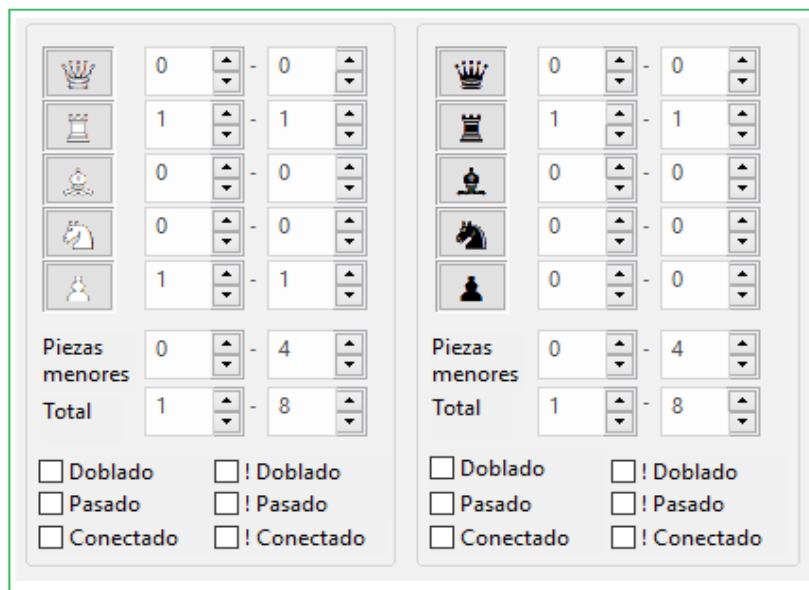 0 - 0
1 - 1
0 - 0
0 - 0
1 - 1
Piezas menores 0 - 4
Total 1 - 8
Doblado ! Doblado
Pasado ! Pasado
Conectado ! Conectado
0 - 0
1 - 1
0 - 0
0 - 0
0 - 0
Piezas menores 0 - 4
Total 1 - 8
Doblado ! Doblado
Pasado ! Pasado
Conectado ! Conectado